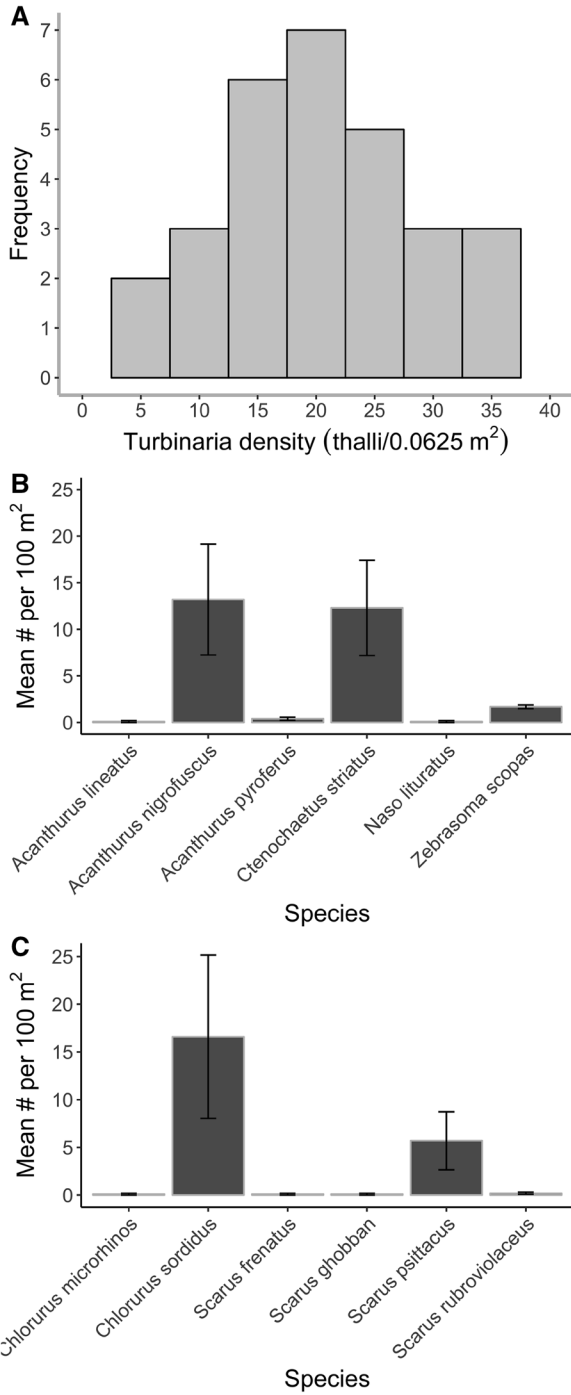 A
7
6
5
4
3
2
1
0
Frequency
0 5 10 15 20 25 30 35 40
Turbinaria density (thalli/0.0625 m²)
B
25
20
15
10
5
0
Mean # per 100 m²
Acanthurus lineatus
Acanthurus nigrofuscus
Acanthurus pyroferus
Ctenochaetus striatus
Naso lituratus
Zebrasoma scopas
Species
C
25
20
15
10
5
0
Mean # per 100 m²
Chlorurus microrhinos
Chlorurus sordidus
Scarus frenatus
Scarus ghobban
Scarus psittacus
Scarus rubroviolaceus
Species